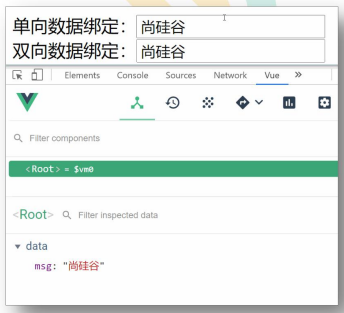 单向数据绑定：尚硅谷
双向数据绑定：尚硅谷
Elements Console Sources Network Vue »
Filter components
<Root> = $vm0
<Root> Filter inspected data
▼ data
msg: "尚硅谷"